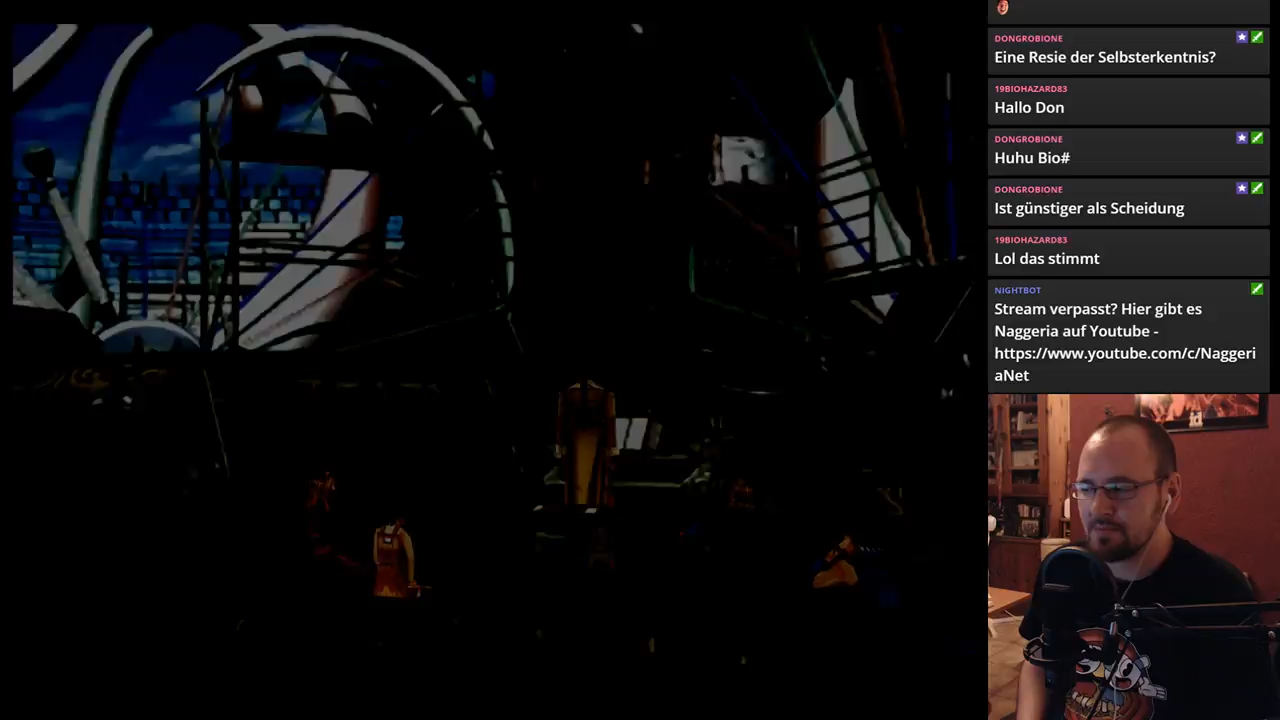 DONGROBIONE
Eine Resie der Selbsterkentnis?
19BIOHAZARD83
Hallo Don
DONGROBIONE
Huhu Bio#
DONGROBIONE
Ist günstiger als Scheidung
19BIOHAZARD83
Lol das stimmt
NIGHTBOT
Stream verpasst? Hier gibt es
Naggeria auf Youtube -
https://www.youtube.com/c/Naggeri
aNet